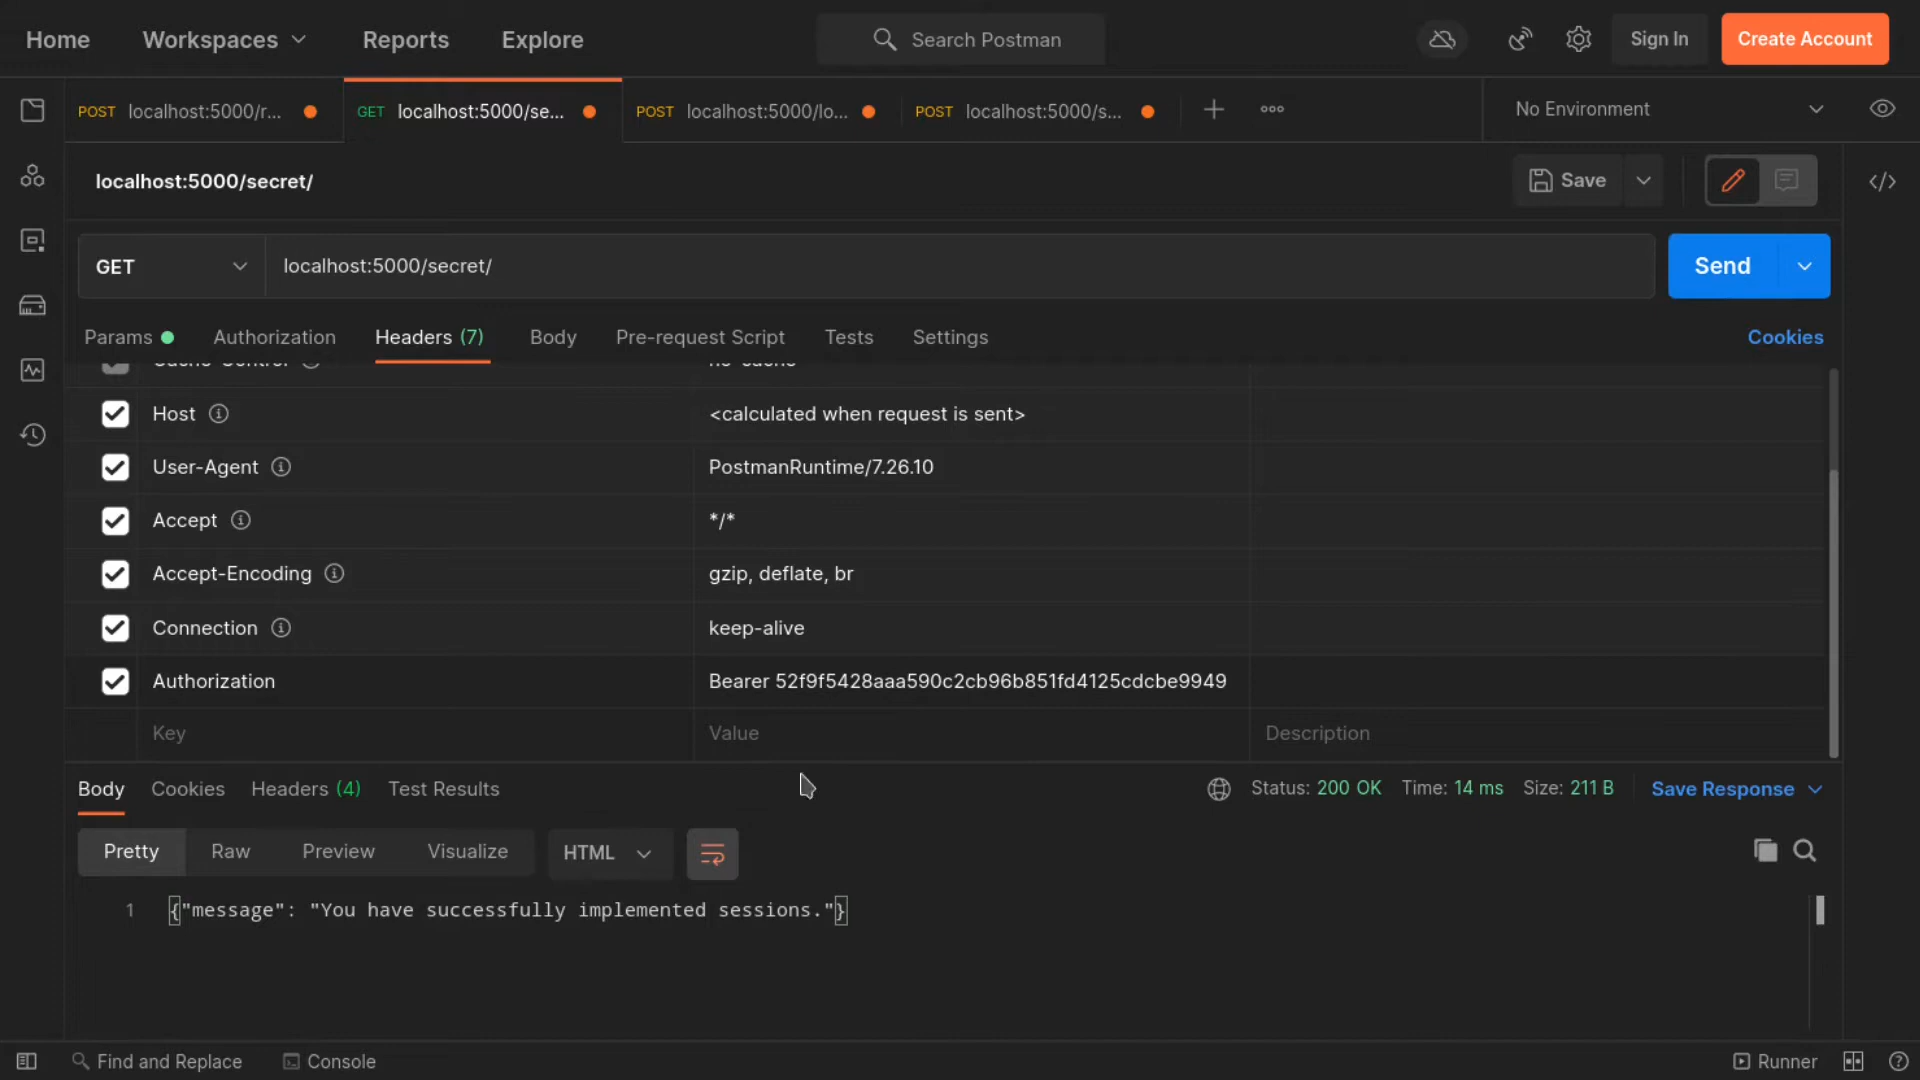 Home Workspaces Reports Explore Search Postman Sign In Create Account
POST localhost:5000/r... GET localhost:5000/se... POST localhost:5000/lo... POST localhost:5000/s... No Environment
localhost:5000/secret/ Save
GET localhost:5000/secret/ Send
Params Authorization Headers (7) Body Pre-request Script Tests Settings Cookies
Cache-Control no-cache
Host <calculated when request is sent>
User-Agent PostmanRuntime/7.26.10
Accept */*
Accept-Encoding gzip, deflate, br
Connection keep-alive
Authorization Bearer 52f9f5428aaa590c2cb96b851fd4125cdcbe9949
Key Value Description
Body Cookies Headers (4) Test Results Status: 200 OK Time: 14 ms Size: 211 B Save Response
Pretty Raw Preview Visualize HTML
1 {"message": "You have successfully implemented sessions."}
Find and Replace Console Runner